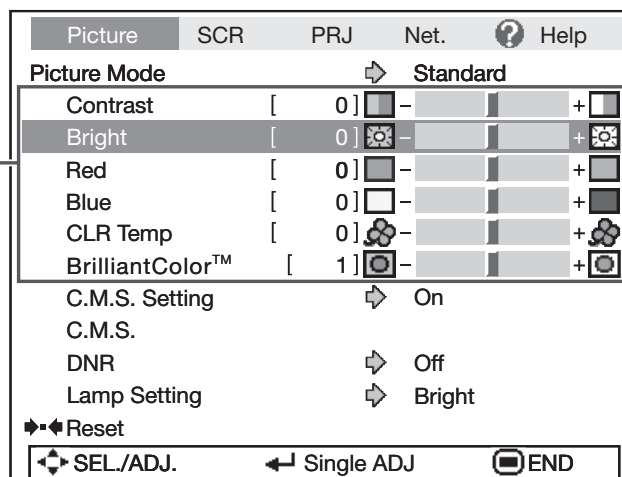 Picture SCR PRJ Net. ? Help
Picture Mode Standard
Contrast [ 0] - +
Bright [ 0] - +
Red [ 0] - +
Blue [ 0] - +
CLR Temp [ 0] - +
BrilliantColor™ [ 1] - +
C.M.S. Setting On
C.M.S.
DNR Off
Lamp Setting Bright
Reset
SEL./ADJ. Single ADJ END